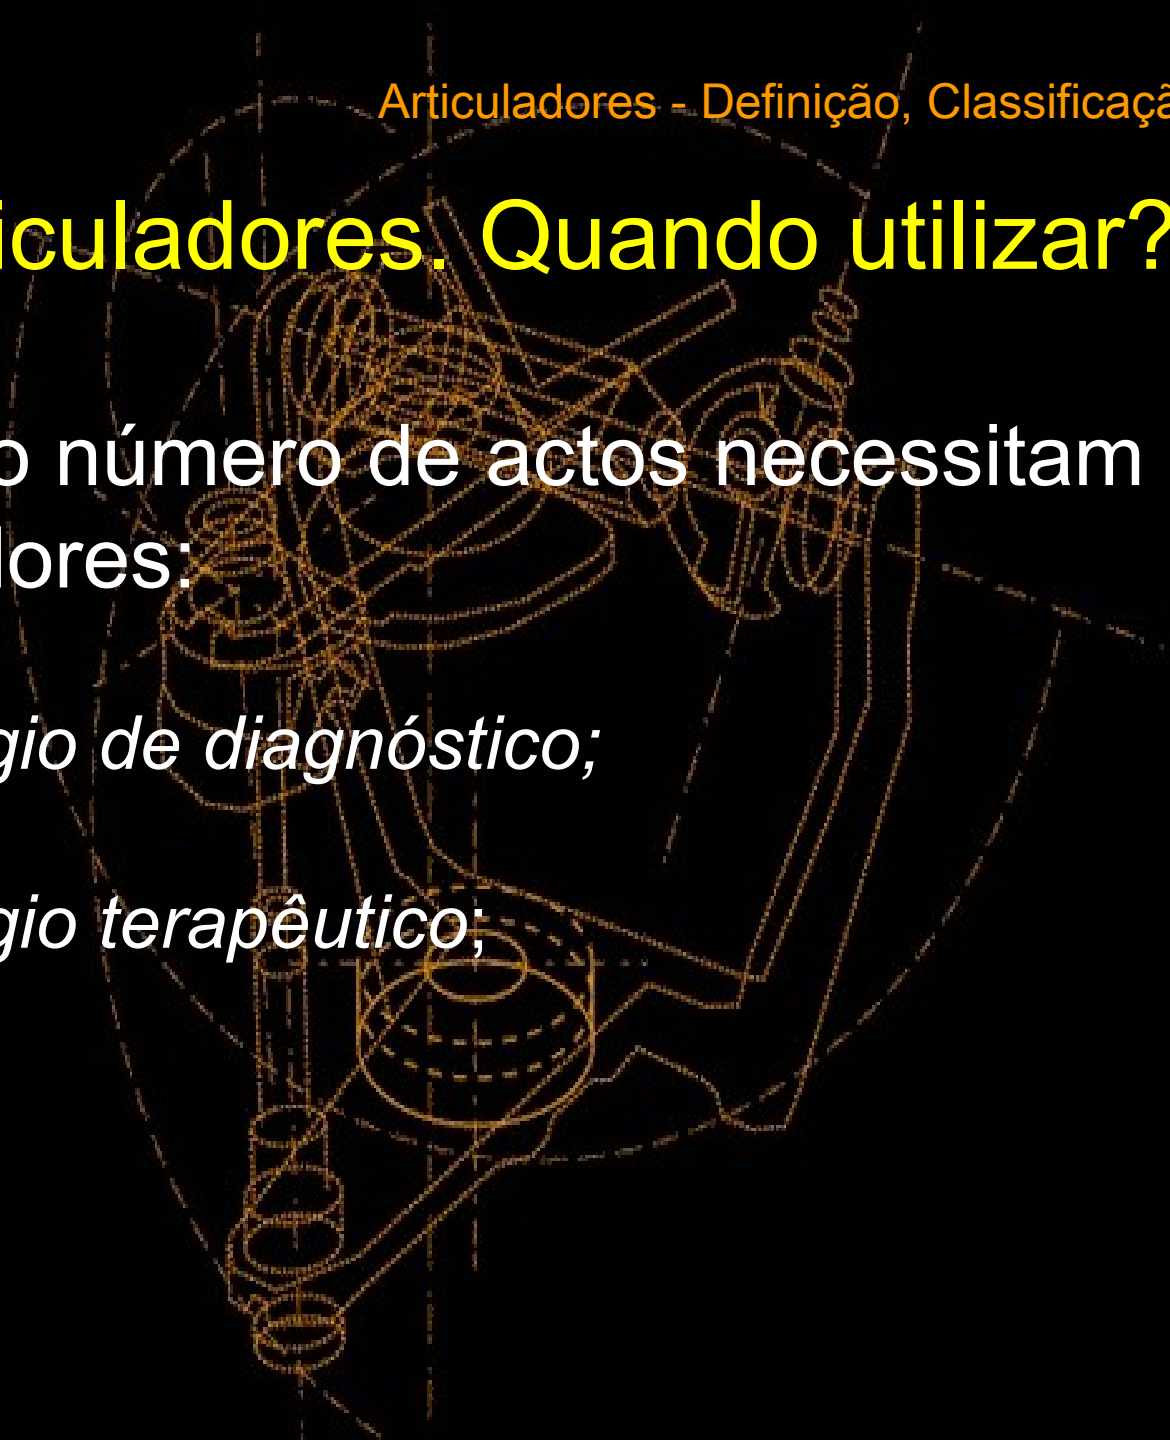 Articuladores - Definição, Classificaçã
iculadores. Quando utilizar?
o número de actos necessitam
lores:
gio de diagnóstico;
gio terapêutico;